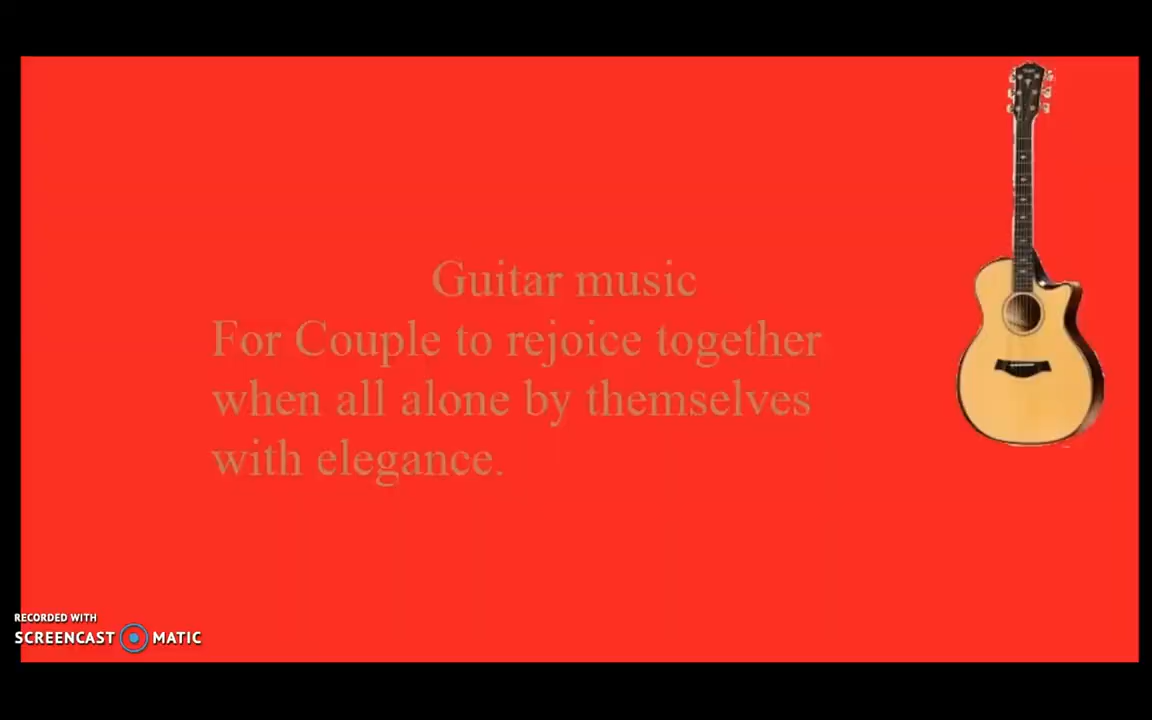 Guitar music
For Couple to rejoice together
when all alone by themselves
with elegance.
RECORDED WITH
SCREENCAST MATIC